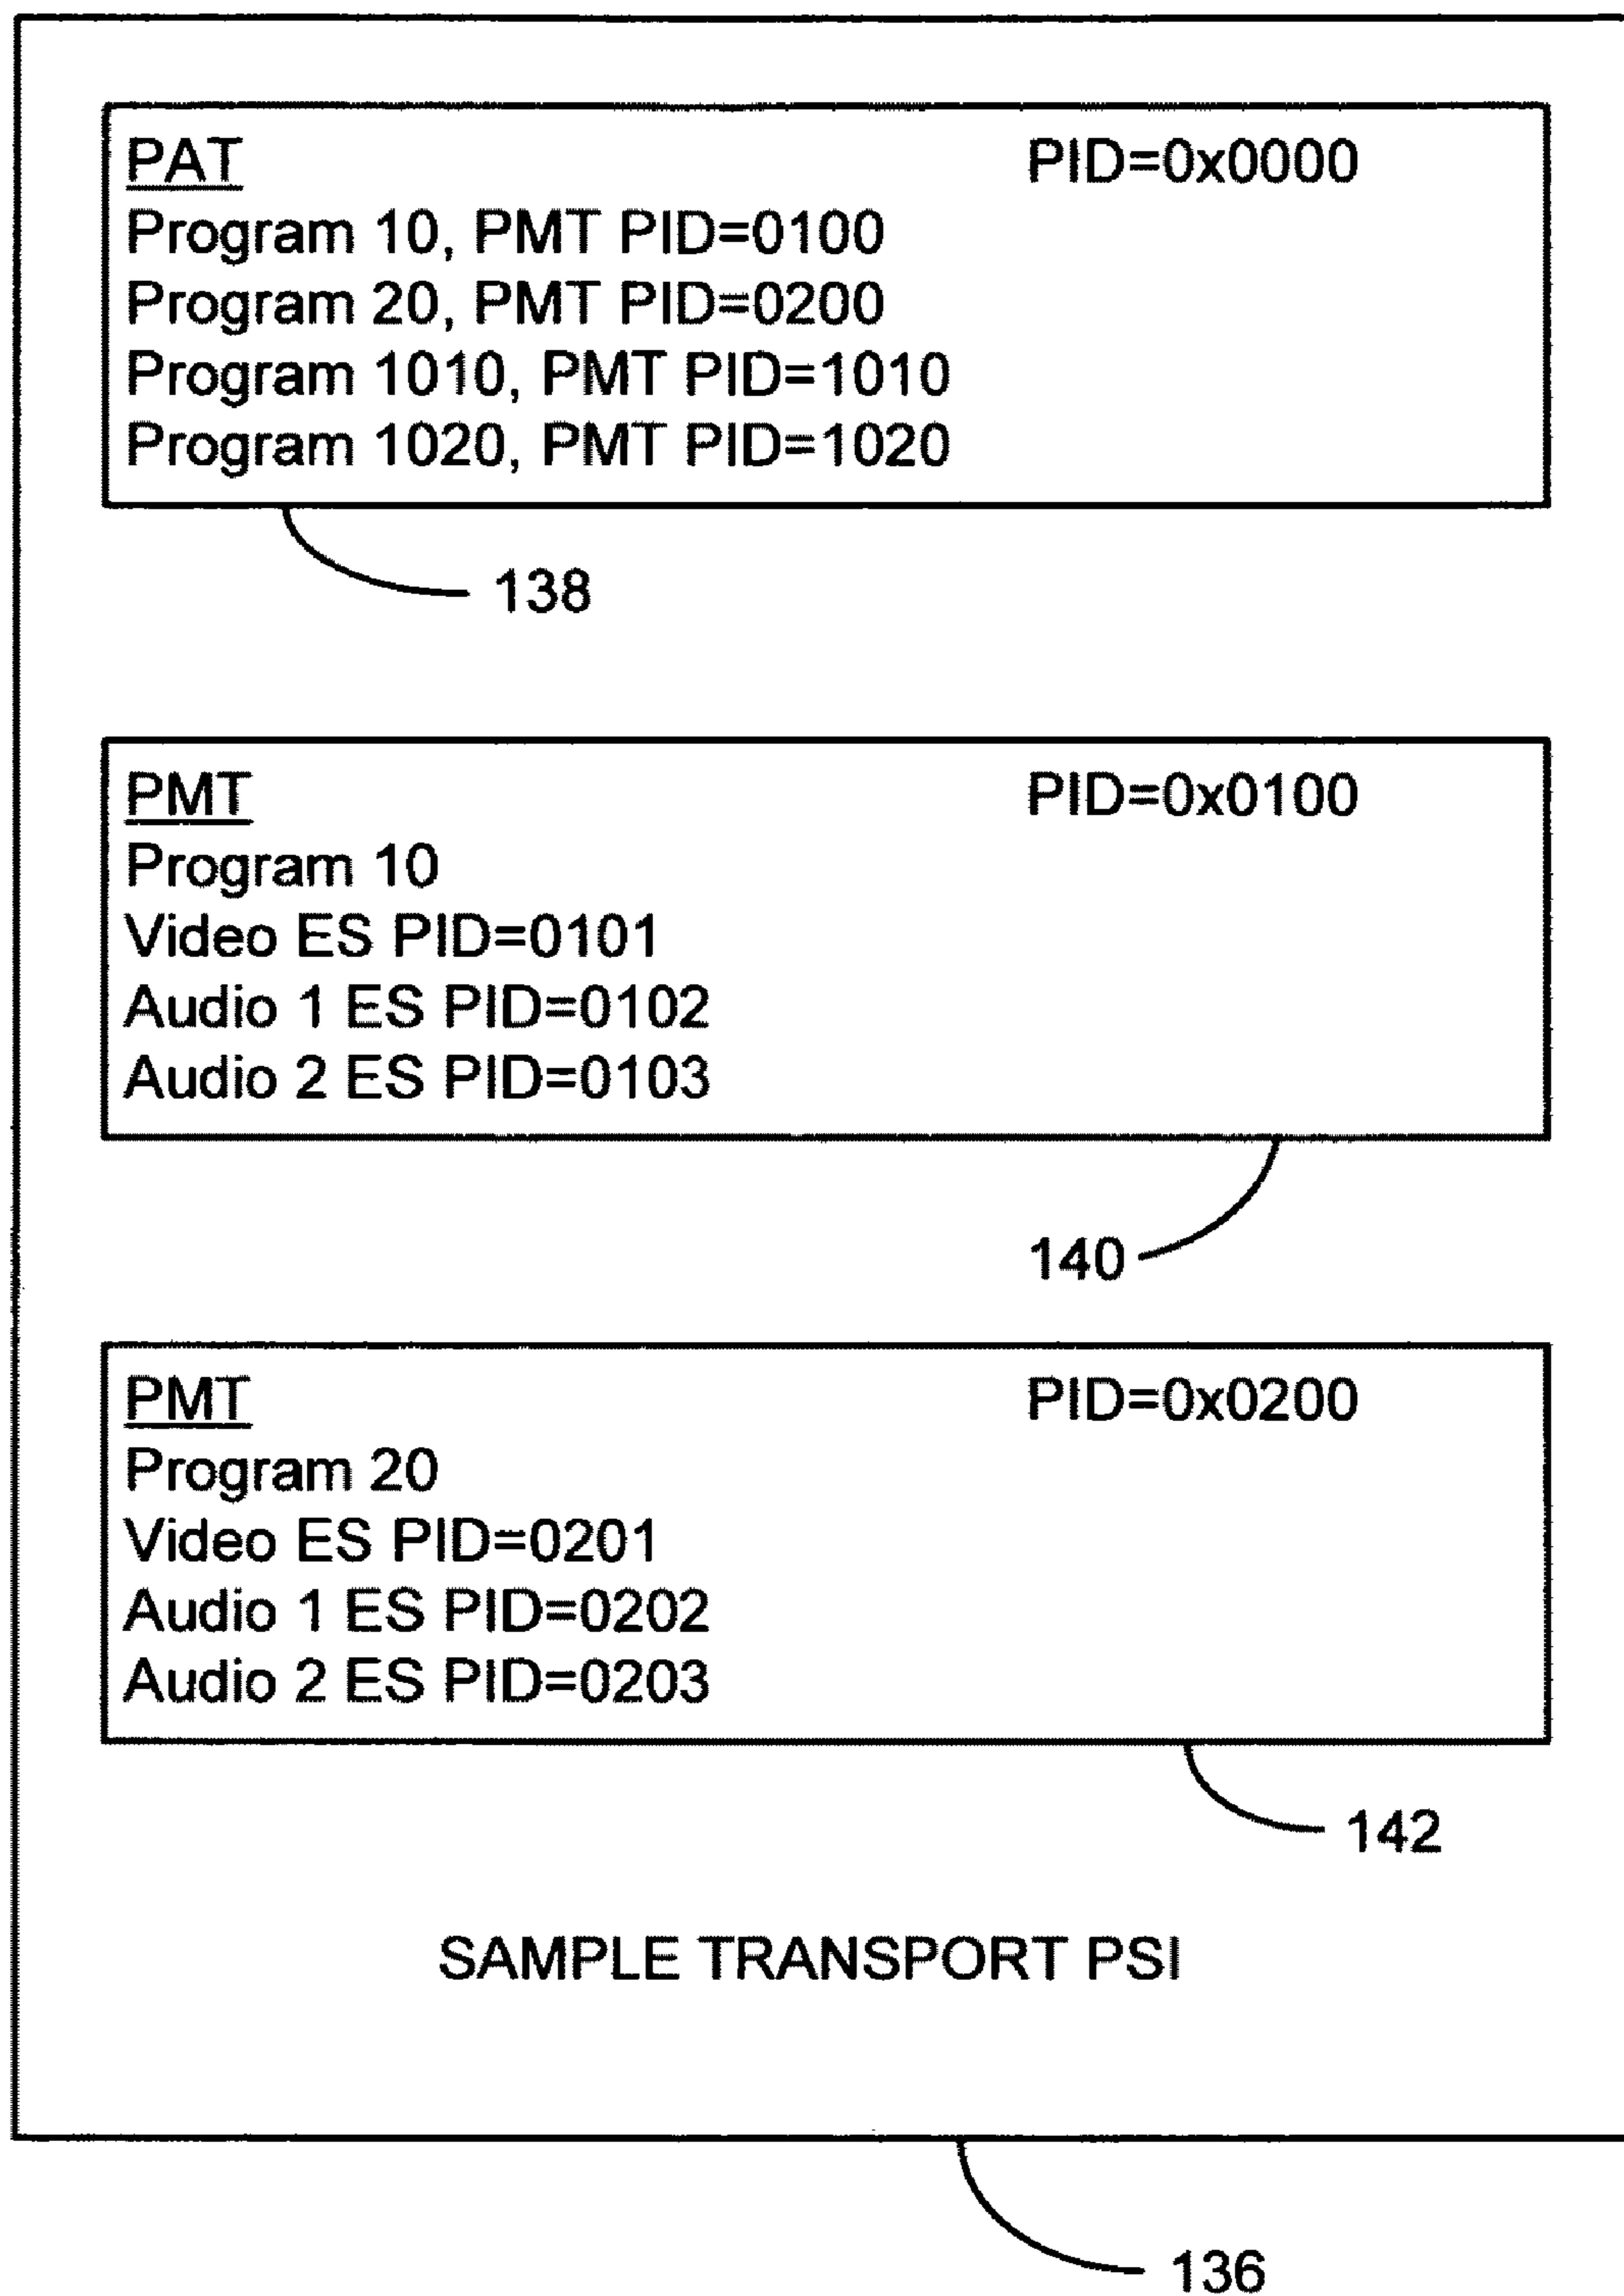 PAT PID=0x0000
Program 10, PMT PID=0100
Program 20, PMT PID=0200
Program 1010, PMT PID=1010
Program 1020, PMT PID=1020
138
PMT PID=0x0100
Program 10
Video ES PID=0101
Audio 1 ES PID=0102
Audio 2 ES PID=0103
140
PMT PID=0x0200
Program 20
Video ES PID=0201
Audio 1 ES PID=0202
Audio 2 ES PID=0203
142
SAMPLE TRANSPORT PSI
136